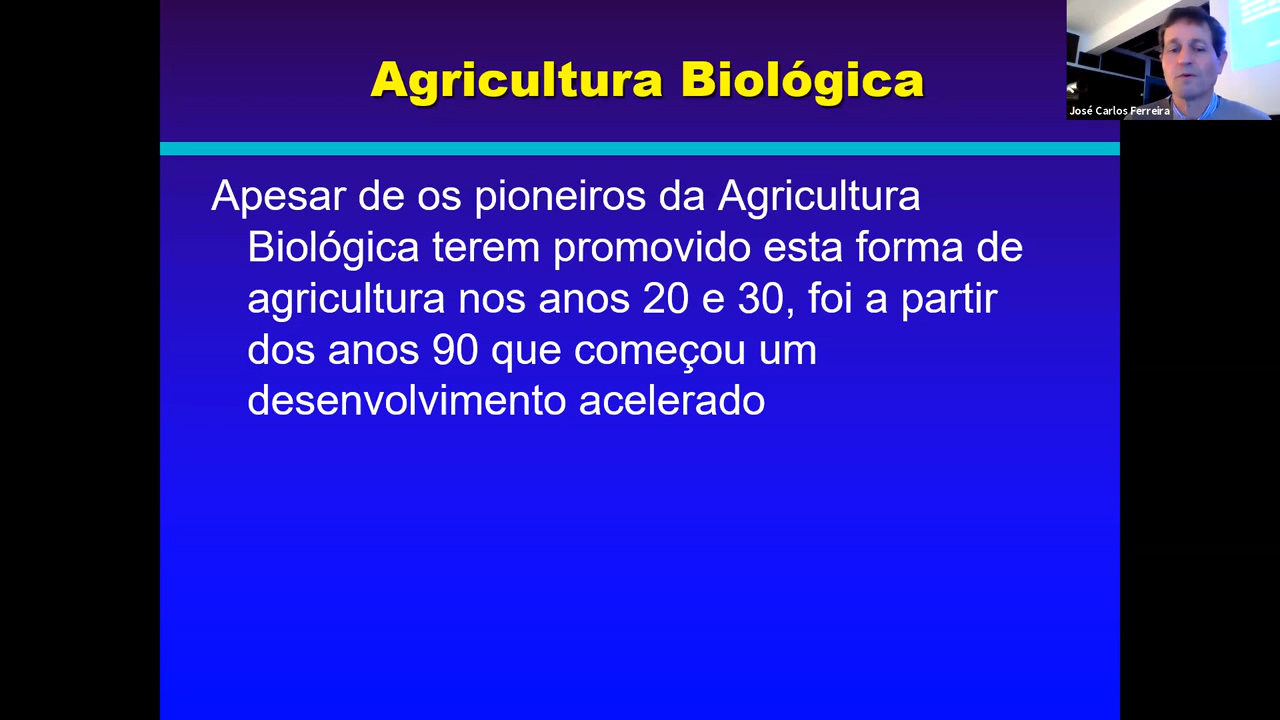 Agricultura Biológica
José Carlos Ferreira
Apesar de os pioneiros da Agricultura
Biológica terem promovido esta forma de
agricultura nos anos 20 e 30, foi a partir
dos anos 90 que começou um
desenvolvimento acelerado